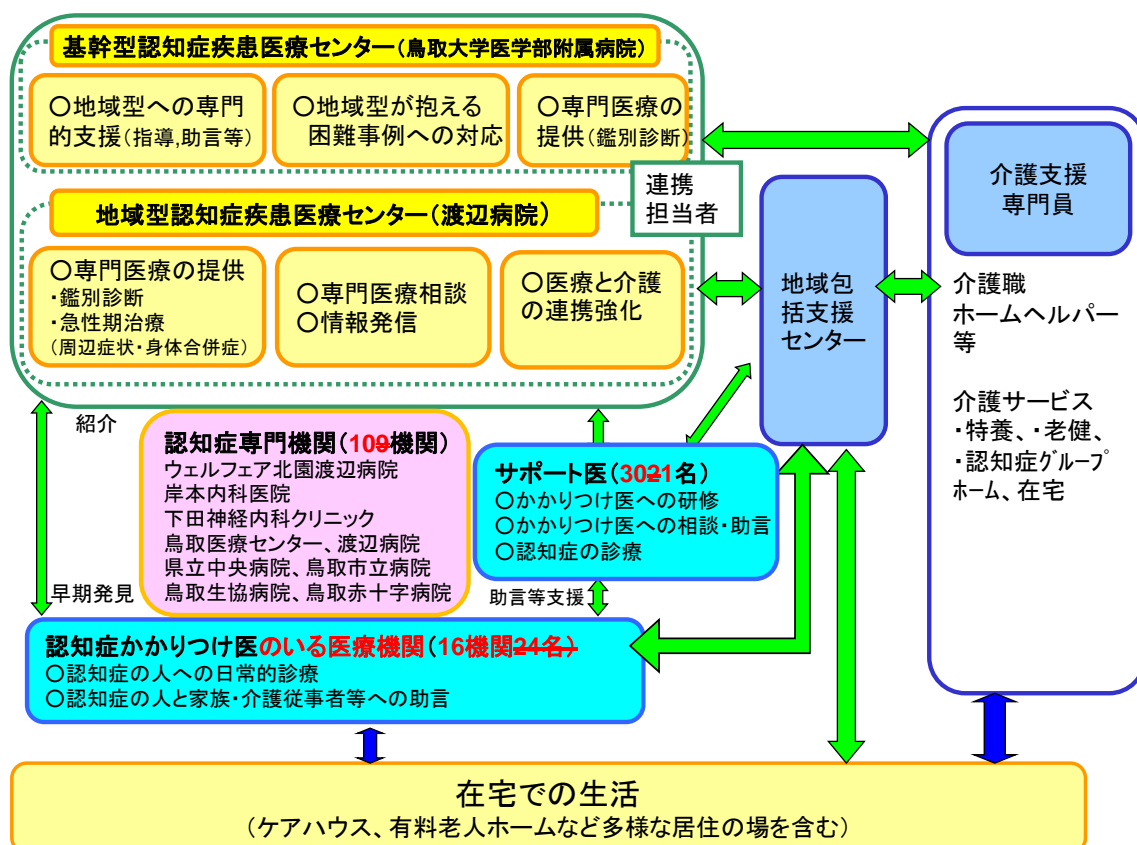 基幹型認知症疾患医療センター(鳥取大学医学部附属病院)
○地域型への専門
的支援(指導,助言等)
○地域型が抱える
困難事例への対応
○専門医療の
提供(鑑別診断)
連携
担当者
地域型認知症疾患医療センター(渡辺病院)
○専門医療の提供
・鑑別診断
・急性期治療
(周辺症状・身体合併症)
○専門医療相談
○情報発信
○医療と介護
の連携強化
地域包
括支援
センター
介護支援
専門員
介護職
ホームヘルパー
等
介護サービス
・特養、・老健、
・認知症グループ
ホーム、在宅
紹介
早期発見
認知症専門機関(109機関)
ウェルフェア北園渡辺病院
岸本内科医院
下田神経内科クリニック
鳥取医療センター、渡辺病院
県立中央病院、鳥取市立病院
鳥取生協病院、鳥取赤十字病院
サポート医(3021名)
○かかりつけ医への研修
○かかりつけ医への相談・助言
○認知症の診療
助言等支援
認知症かかりつけ医のいる医療機関(16機関24名)
○認知症の人への日常的診療
○認知症の人と家族・介護従事者等への助言
在宅での生活
(ケアハウス、有料老人ホームなど多様な居住の場を含む)